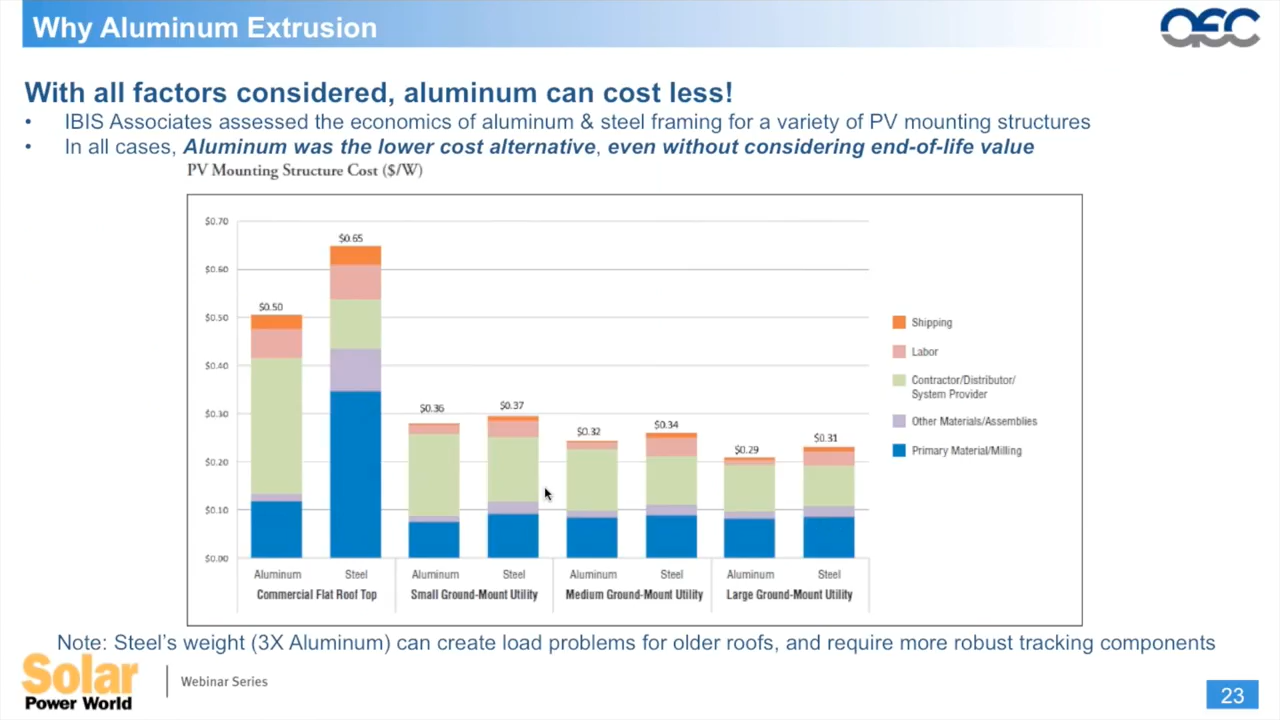 Why Aluminum Extrusion
aec
With all factors considered, aluminum can cost less!
• IBIS Associates assessed the economics of aluminum & steel framing for a variety of PV mounting structures
• In all cases, Aluminum was the lower cost alternative, even without considering end-of-life value
PV Mounting Structure Cost ($/W)
$0.70
$0.60
$0.50
$0.40
$0.30
$0.20
$0.10
$0.00
$0.50
$0.65
$0.36
$0.37
$0.32
$0.34
$0.29
$0.31
Shipping
Labor
Contractor/Distributor/
System Provider
Other Materials/Assemblies
Primary Material/Milling
Aluminum Steel Aluminum Steel Aluminum Steel Aluminum Steel
Commercial Flat Roof Top Small Ground-Mount Utility Medium Ground-Mount Utility Large Ground-Mount Utility
Note: Steel's weight (3X Aluminum) can create load problems for older roofs, and require more robust tracking components
Solar
Power World
Webinar Series
23